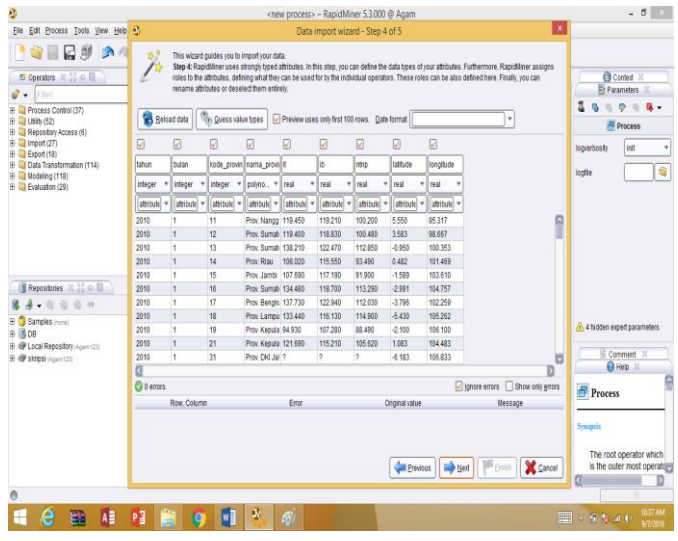 <new process> – RapidMiner 5.3.000 @ Agam
File Edit Process Tools View Help
Data import wizard - Step 4 of 5
This wizard guides you to import your data.
Step 4: RapidMiner uses strongly typed attributes. In this step, you can define the data types of your attributes. Furthermore, RapidMiner assigns
roles to the attributes, defining what they can be used for by the individual operators. These roles can be also defined here. Finally, you can
rename attributes or deselect them entirely.
Reload data Guess value types Preview uses only first 100 rows. Date format
tahun bulan kode_provin nama_provi it ib ntnp latitude longitude
integer integer integer polyno... real real real real real
attribute attribute attribute attribute attribute attribute attribute attribute attribute
2010 1 11 Prov. Nangg 119.450 119.210 100.200 5.550 95.317
2010 1 12 Prov. Sumat 119.400 118.830 100.480 3.583 98.667
2010 1 13 Prov. Sumat 138.210 122.470 112.850 -0.950 100.353
2010 1 14 Prov. Riau 108.020 115.550 93.490 0.482 101.469
2010 1 15 Prov. Jambi 107.690 117.190 91.900 -1.589 103.610
2010 1 16 Prov. Sumat 134.480 118.700 113.290 -2.991 104.757
2010 1 17 Prov. Bengku 137.730 122.940 112.030 -3.796 102.259
2010 1 18 Prov. Lampu 133.440 116.130 114.900 -5.430 105.262
2010 1 19 Prov. Kepula 94.930 107.280 88.490 -2.100 106.100
2010 1 21 Prov. Kepula 121.690 115.210 105.620 1.083 104.483
2010 1 31 Prov. DKI Jal ? ? ? -6.183 106.833
0 errors. Ignore errors Show only errors
Row, Column Error Original value Message
Previous Next Finish Cancel
Operators
[Filter]
Process Control (37)
Utility (52)
Repository Access (6)
Import (27)
Export (18)
Data Transformation (114)
Modeling (118)
Evaluation (29)
Repositories
Samples (none)
DB
Local Repository (Agam123)
skripsi (Agam123)
Context
Parameters
Process
logverbosity init
logfile
4 hidden expert parameters
Comment
Help
Process
Synopsis
The root operator which
is the outer most operato
10:37 AM
9/7/2016